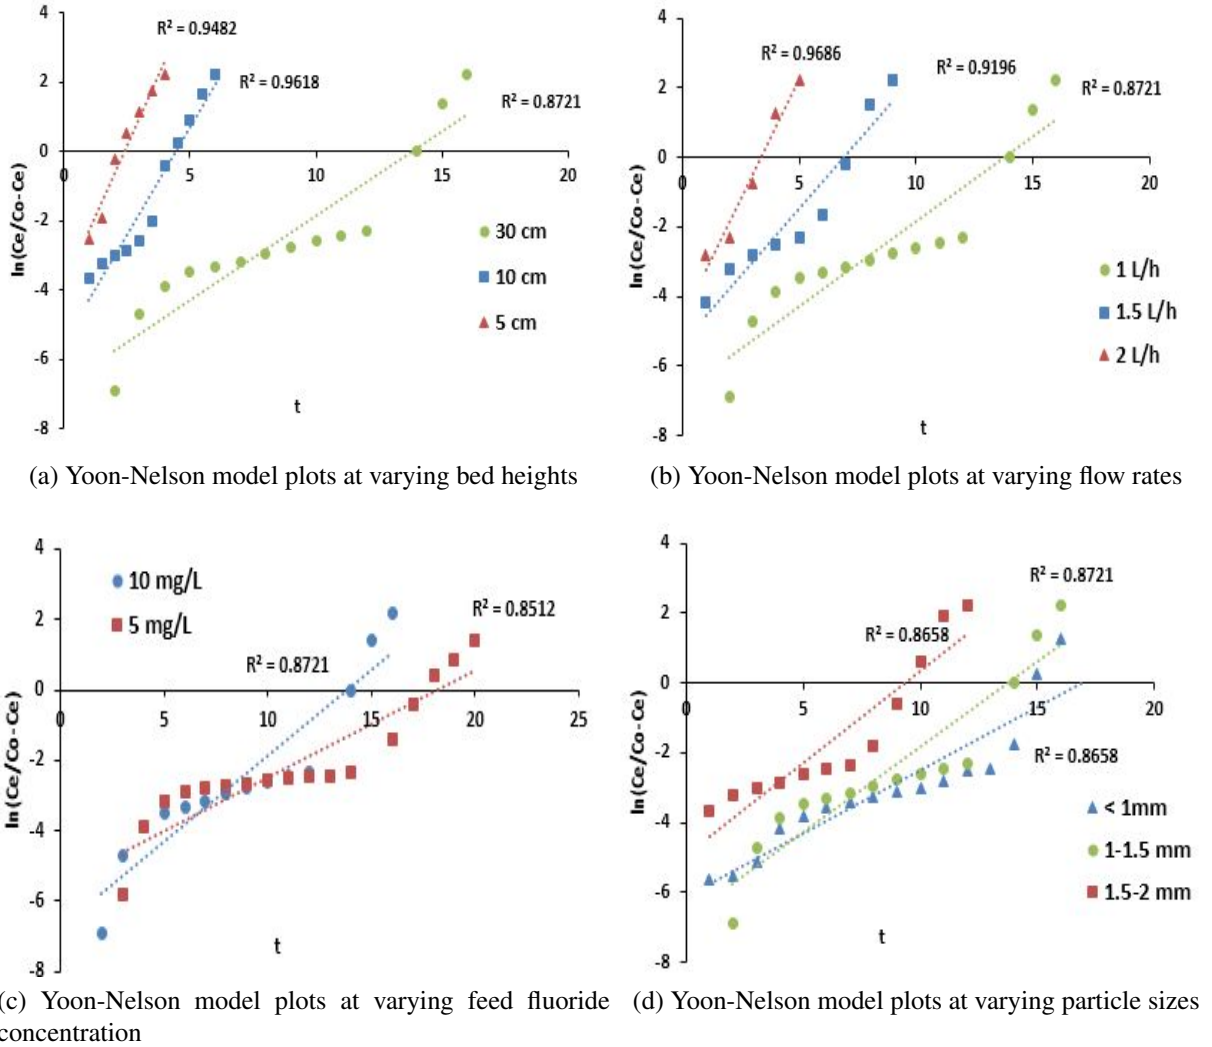 4
2
0
-2
-4
-6
-8
0
5
10
15
20
ln(Ce/Co-Ce)
t
R² = 0.9482
R² = 0.9618
R² = 0.8721
30 cm
10 cm
5 cm
(a) Yoon-Nelson model plots at varying bed heights
4
2
0
-2
-4
-6
-8
0
5
10
15
20
ln(Ce/Co-Ce)
t
R² = 0.9686
R² = 0.9196
R² = 0.8721
1 L/h
1.5 L/h
2 L/h
(b) Yoon-Nelson model plots at varying flow rates
4
2
0
-2
-4
-6
-8
0
5
10
15
20
25
ln(Ce/Co-Ce)
t
10 mg/L
5 mg/L
R² = 0.8721
R² = 0.8512
(c) Yoon-Nelson model plots at varying feed fluoride
concentration
4
2
0
-2
-4
-6
-8
0
5
10
15
20
ln(Ce/Co-Ce)
t
R² = 0.8721
R² = 0.8658
R² = 0.8658
< 1mm
1-1.5 mm
1.5-2 mm
(d) Yoon-Nelson model plots at varying particle sizes